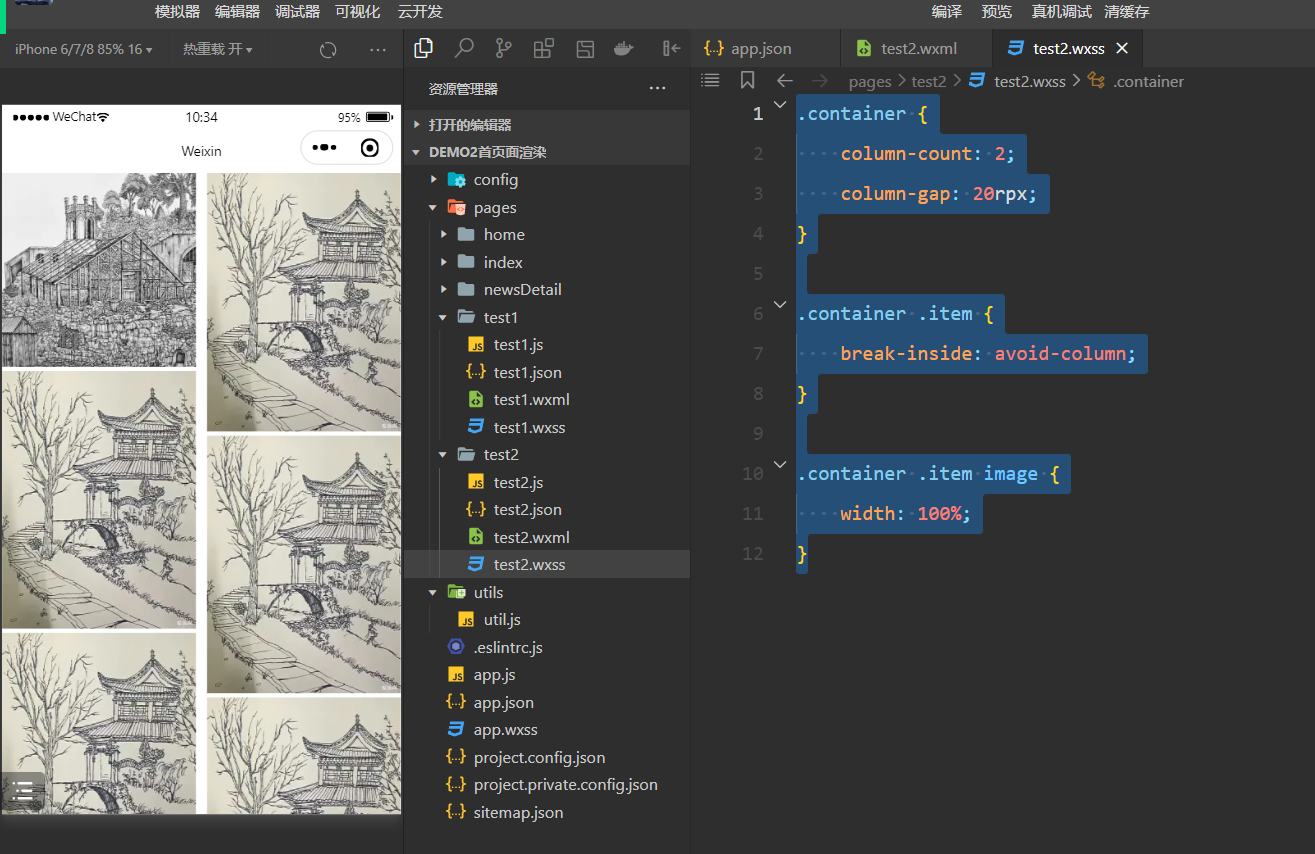 模拟器 编辑器 调试器 可视化 云开发
编译 预览 真机调试 清缓存
iPhone 6/7/8 85% 16
热重载 开
WeChat
10:34
95%
Weixin
资源管理器
打开的编辑器
DEMO2首页面渲染
config
pages
home
index
newsDetail
test1
test1.js
test1.json
test1.wxml
test1.wxss
test2
test2.js
test2.json
test2.wxml
test2.wxss
utils
util.js
.eslintrc.js
app.js
app.json
app.wxss
project.config.json
project.private.config.json
sitemap.json
app.json
test2.wxml
test2.wxss
pages > test2 > test2.wxss > .container
1 .container {
2 column-count: 2;
3 column-gap: 20rpx;
4 }
5
6 .container .item {
7 break-inside: avoid-column;
8 }
9
10 .container .item image {
11 width: 100%;
12 }